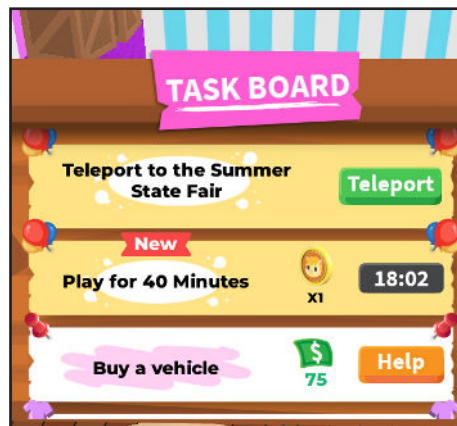 TASK BOARD
Teleport to the Summer
State Fair
Teleport
New
Play for 40 Minutes
X1
18:02
Buy a vehicle
$
75
Help